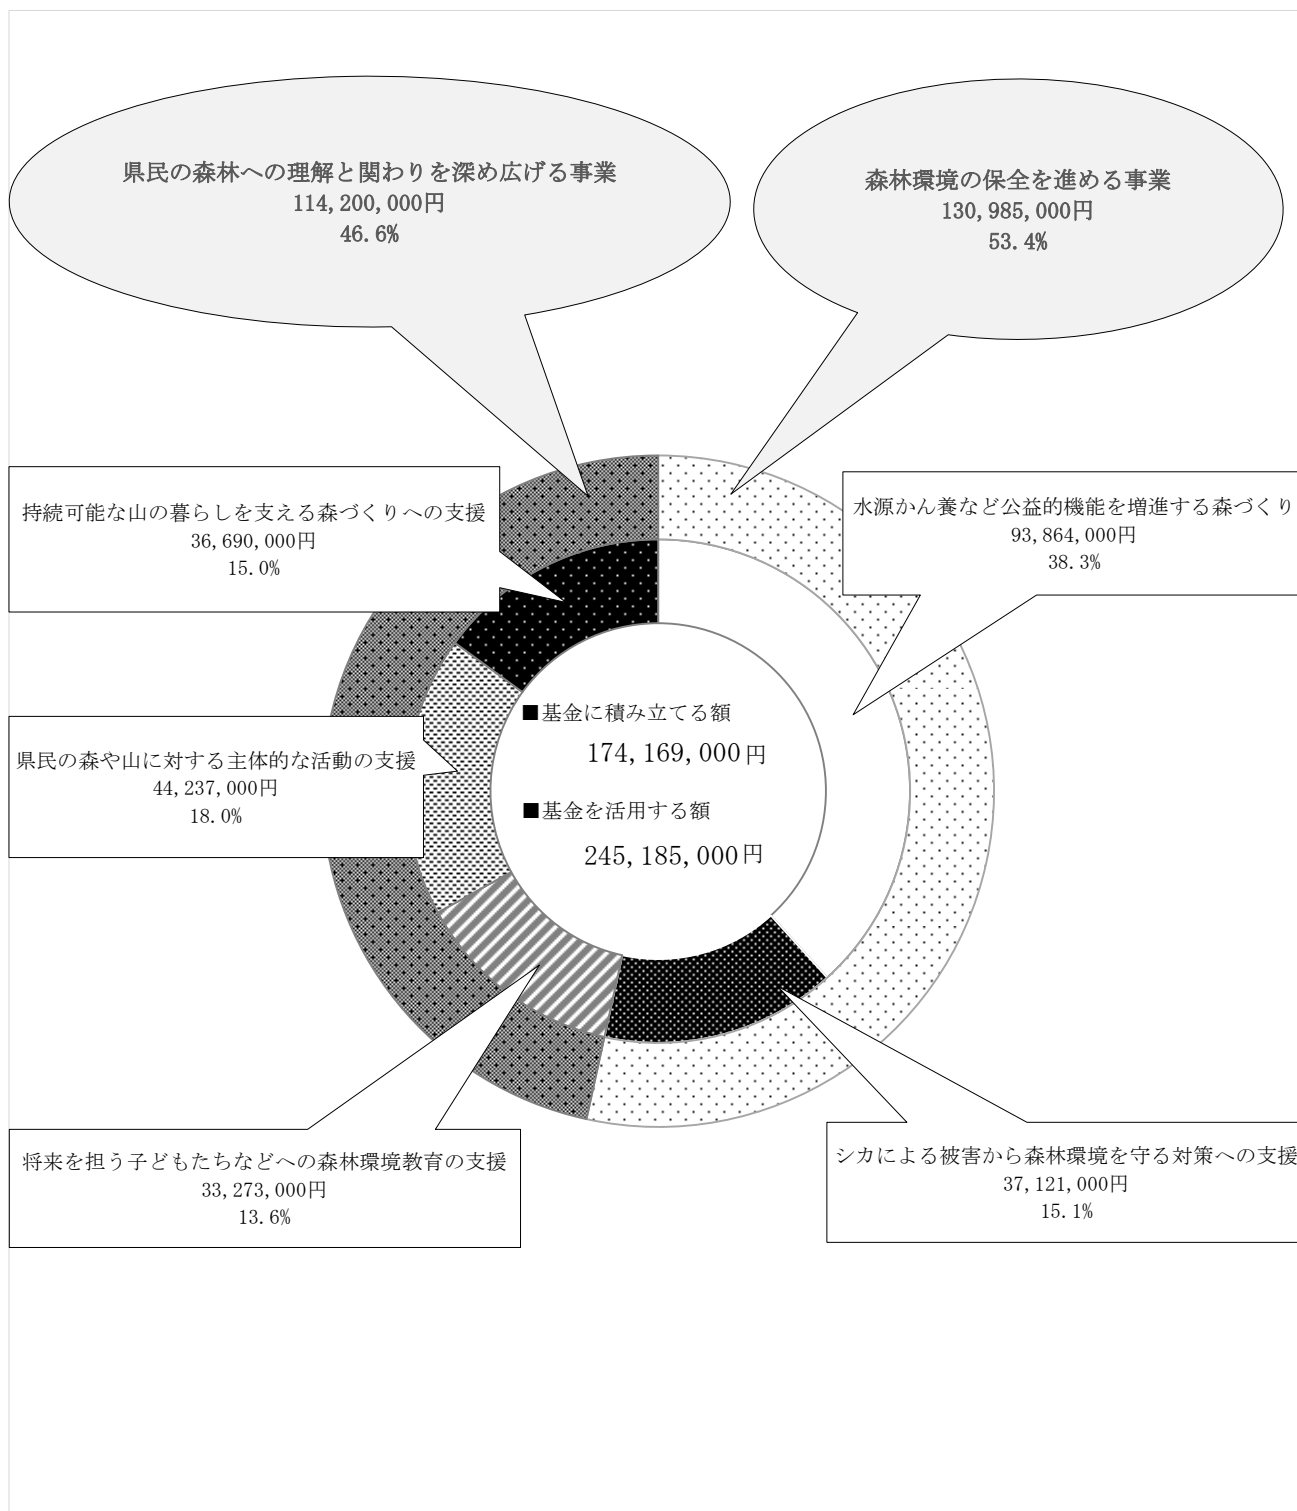 県民の森林への理解と関わりを深め広げる事業
114,200,000円
46.6%
森林環境の保全を進める事業
130,985,000円
53.4%
持続可能な山の暮らしを支える森づくりへの支援
36,690,000円
15.0%
水源かん養など公益的機能を増進する森づくり
93,864,000円
38.3%
■基金に積み立てる額
174,169,000円
■基金を活用する額
245,185,000円
県民の森や山に対する主体的な活動の支援
44,237,000円
18.0%
将来を担う子どもたちなどへの森林環境教育の支援
33,273,000円
13.6%
シカによる被害から森林環境を守る対策への支援
37,121,000円
15.1%